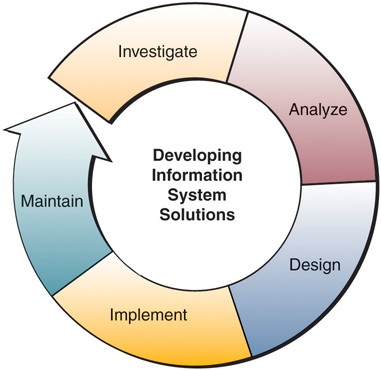 Investigate
Analyze
Design
Implement
Maintain
Developing
Information
System
Solutions